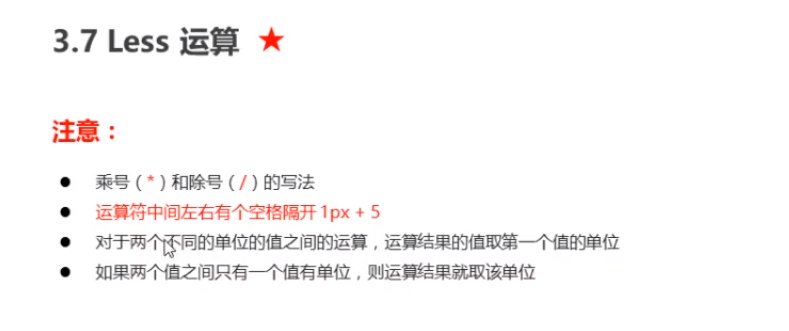 3.7 Less 运算 ★
注意：
● 乘号（*）和除号（/）的写法
● 运算符中间左右有个空格隔开 1px + 5
● 对于两个不同的单位的值之间的运算，运算结果的值取第一个值的单位
● 如果两个值之间只有一个值有单位，则运算结果就取该单位